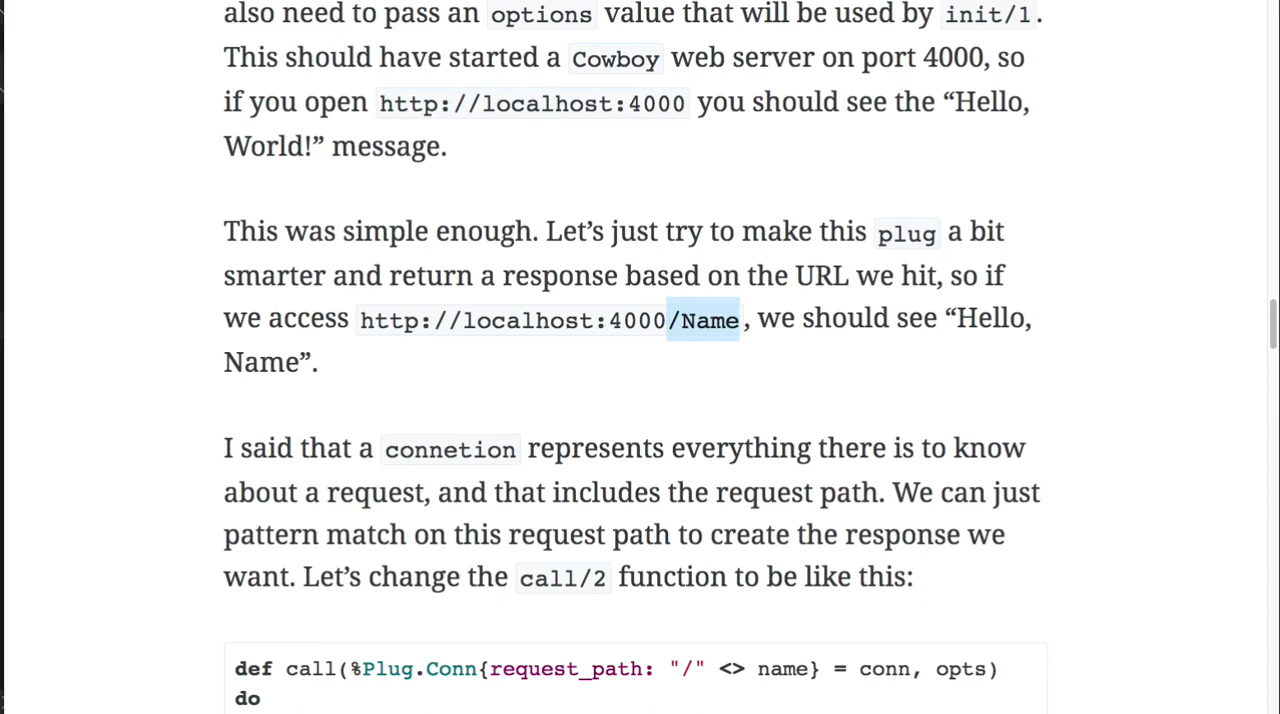 also need to pass an options value that will be used by init/1.
This should have started a Cowboy web server on port 4000, so
if you open http://localhost:4000 you should see the “Hello,
World!” message.
This was simple enough. Let’s just try to make this plug a bit
smarter and return a response based on the URL we hit, so if
we access http://localhost:4000/Name, we should see “Hello,
Name”.
I said that a connetion represents everything there is to know
about a request, and that includes the request path. We can just
pattern match on this request path to create the response we
want. Let’s change the call/2 function to be like this:
def call(%Plug.Conn{request_path: "/" <> name} = conn, opts)
do